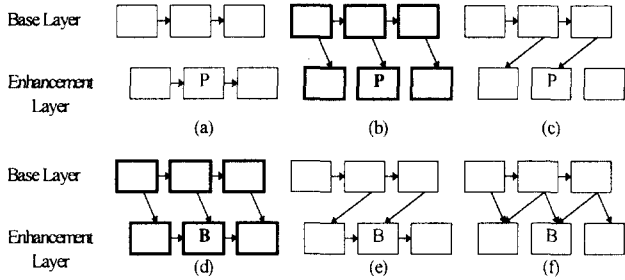 Base Layer
P P P
Enhancement
Layer
(a) (b) (c)
Base Layer
B B B
Enhancement
Layer
(d) (e) (f)